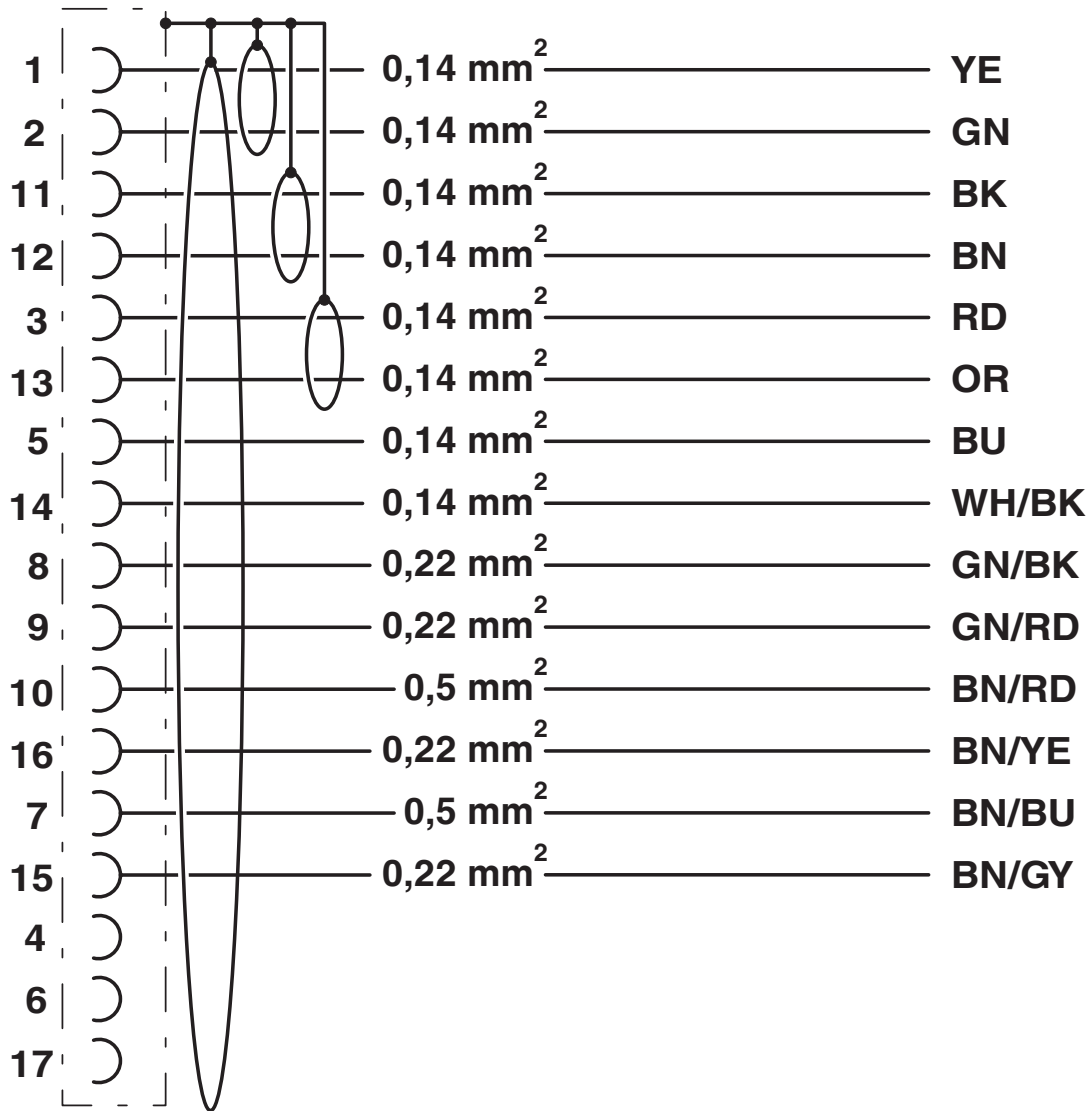 1 0,14 mm² YE
2 0,14 mm² GN
11 0,14 mm² BK
12 0,14 mm² BN
3 0,14 mm² RD
13 0,14 mm² OR
5 0,14 mm² BU
14 0,14 mm² WH/BK
8 0,22 mm² GN/BK
9 0,22 mm² GN/RD
10 0,5 mm² BN/RD
16 0,22 mm² BN/YE
7 0,5 mm² BN/BU
15 0,22 mm² BN/GY
4
6
17